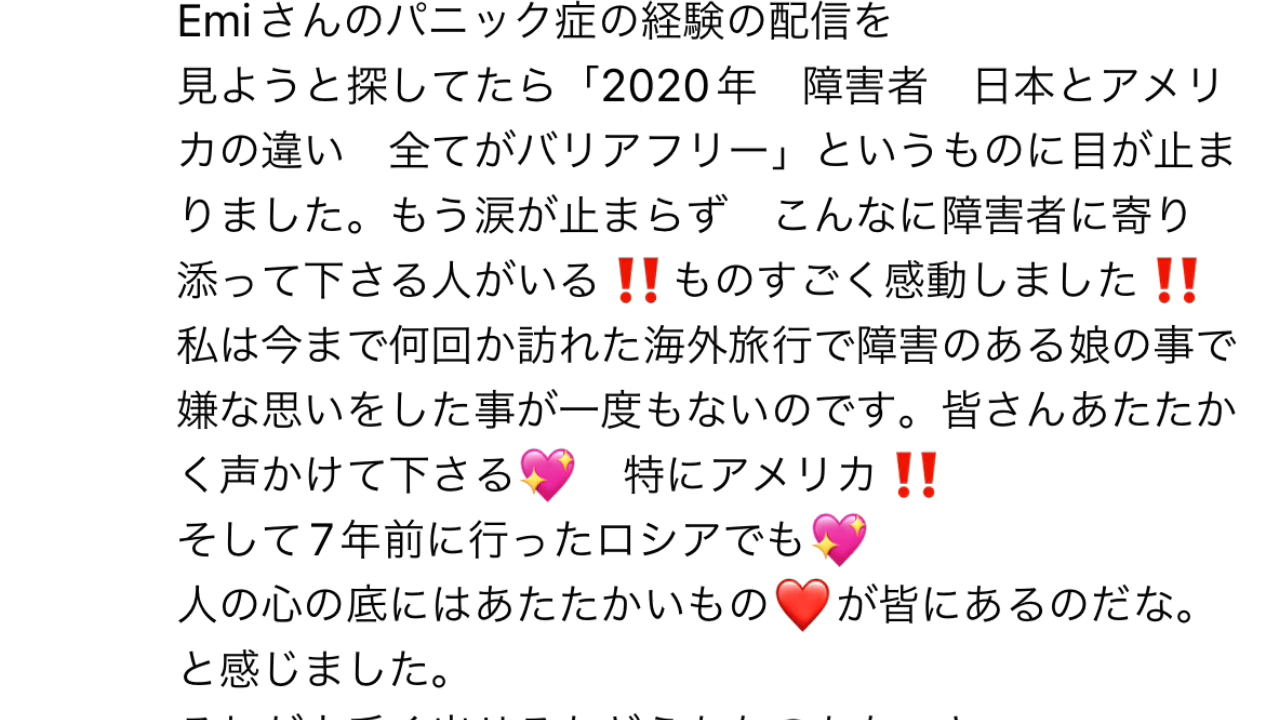 Emiさんのパニック症の経験の配信を
見ようと探してたら「2020年　障害者　日本とアメリ
カの違い　全てがバリアフリー」というものに目が止ま
りました。もう涙が止まらず　こんなに障害者に寄り
添って下さる人がいる‼️ものすごく感動しました‼️
私は今まで何回か訪れた海外旅行で障害のある娘の事で
嫌な思いをした事が一度もないのです。皆さんあたたか
く声かけて下さる💖　特にアメリカ‼️
そして7年前に行ったロシアでも💖
人の心の底にはあたたかいもの❤️が皆にあるのだな。
と感じました。